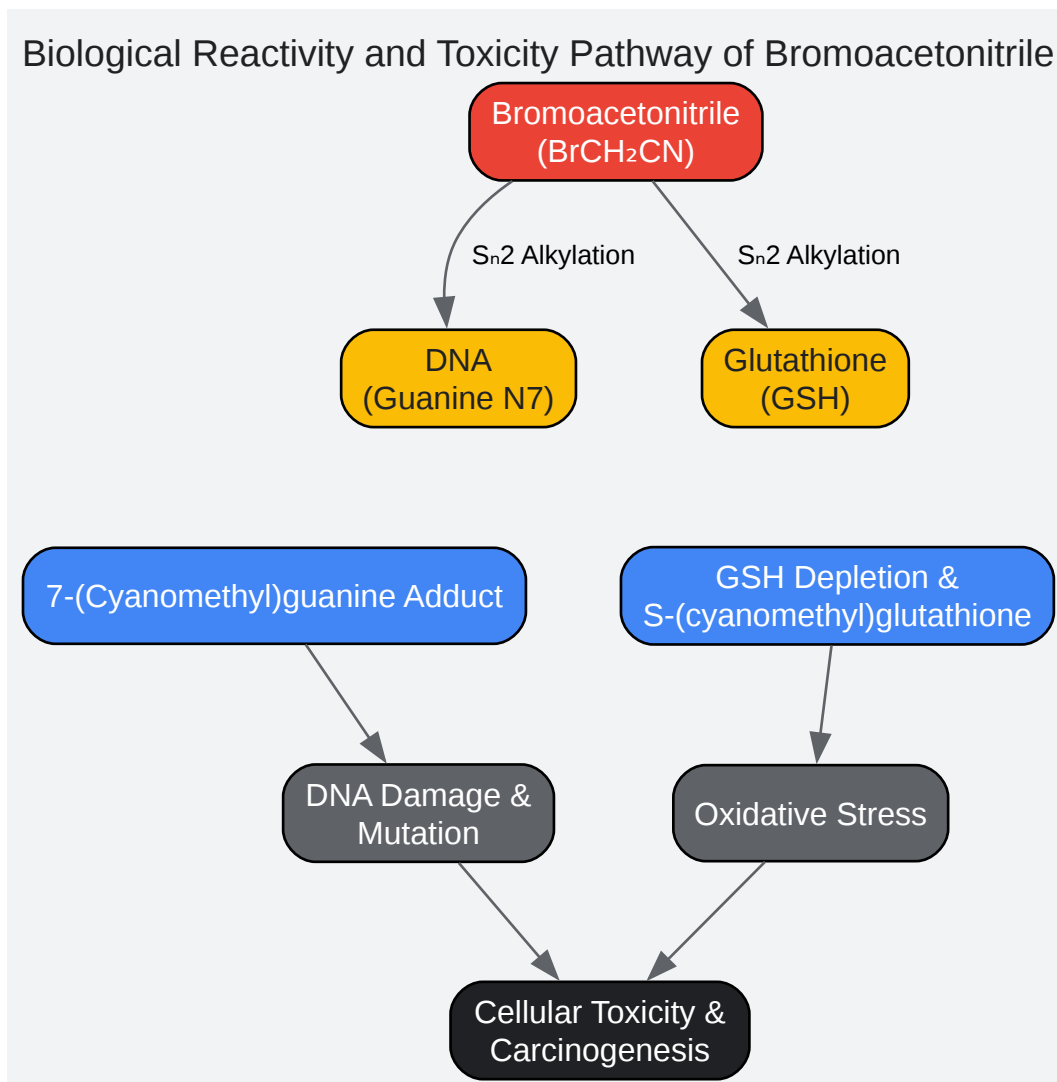 Biological Reactivity and Toxicity Pathway of Bromoacetonitrile
Bromoacetonitrile
(BrCH₂CN)
Sₙ2 Alkylation
Sₙ2 Alkylation
DNA
(Guanine N7)
Glutathione
(GSH)
7-(Cyanomethyl)guanine Adduct
GSH Depletion &
S-(cyanomethyl)glutathione
DNA Damage &
Mutation
Oxidative Stress
Cellular Toxicity &
Carcinogenesis